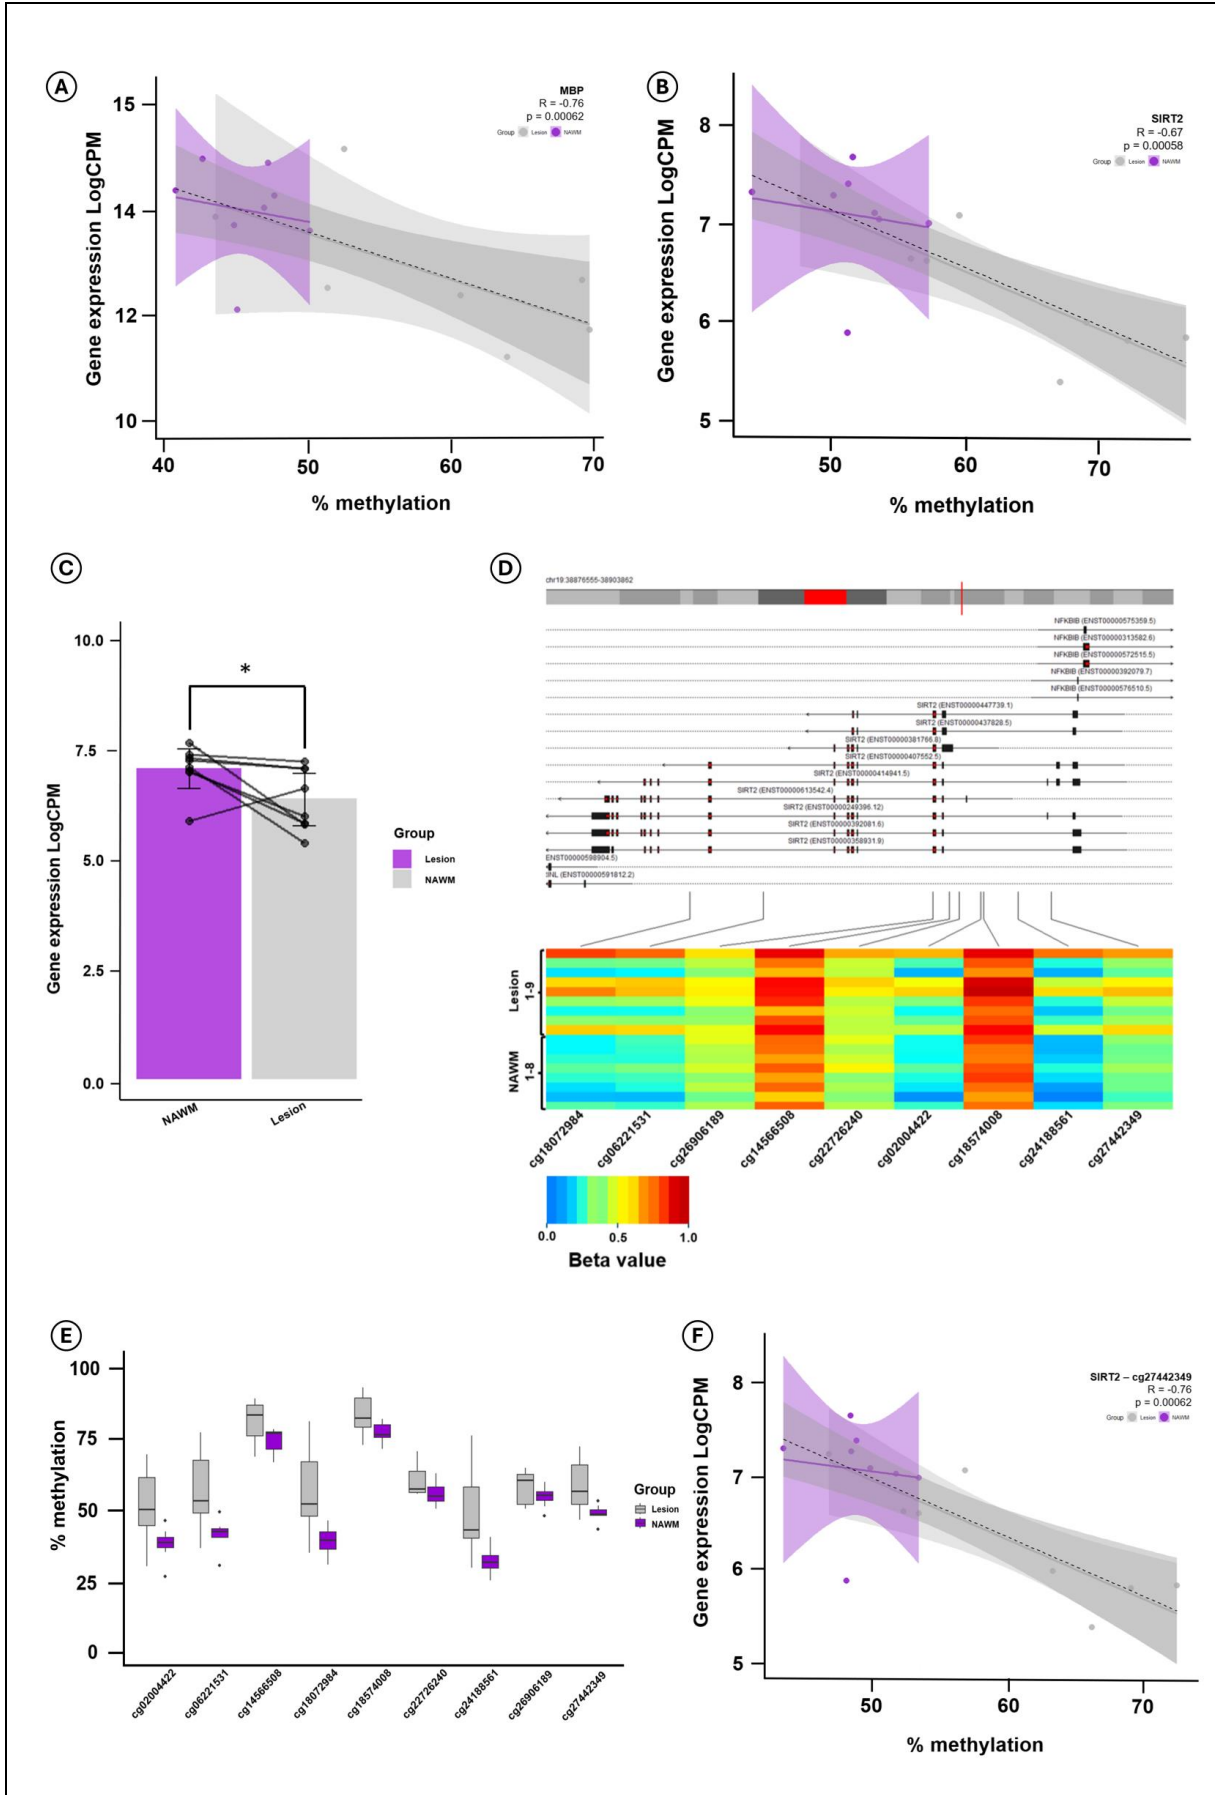 A
MBP
R = -0.76
p = 0.00062
Group Lesion NAWM
15
14
12
10
Gene expression LogCPM
40 50 60 70
% methylation
B
SIRT2
R = -0.67
p = 0.00058
Group Lesion NAWM
8
7
6
5
Gene expression LogCPM
50 60 70
% methylation
C
10.0
7.5
5.0
2.5
0.0
Gene expression LogCPM
*
NAWM
Lesion
Group
Lesion
NAWM
D
chr19:38876555-38903862
NFKBIB (ENST00000575359.5)
NFKBIB (ENST00000313582.6)
NFKBIB (ENST00000572515.5)
NFKBIB (ENST00000392079.7)
NFKBIB (ENST00000576510.5)
SIRT2 (ENST00000447739.1)
SIRT2 (ENST00000437828.5)
SIRT2 (ENST00000381766.8)
SIRT2 (ENST00000407552.5)
SIRT2 (ENST00000414941.5)
SIRT2 (ENST00000613542.4)
SIRT2 (ENST00000249396.12)
SIRT2 (ENST00000392081.6)
SIRT2 (ENST00000358931.9)
ENST00000598904.5)
(ENST00000591812.2)
Lesion
1-9
NAWM
1-8
cg18072984
cg06221531
cg26906189
cg14566508
cg22726240
cg02004422
cg18574008
cg24188561
cg27442349
0.0 0.5 1.0
Beta value
E
100
75
50
25
0
% methylation
cg02004422
cg06221531
cg14566508
cg18072984
cg18574008
cg22726240
cg24188561
cg26906189
cg27442349
Group
Lesion
NAWM
F
SIRT2 – cg27442349
R = -0.76
p = 0.00062
Group Lesion NAWM
8
7
6
5
Gene expression LogCPM
50 60 70
% methylation